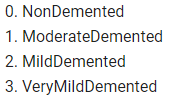 0. NonDemented
1. ModerateDemented
2. MildDemented
3. VeryMildDemented